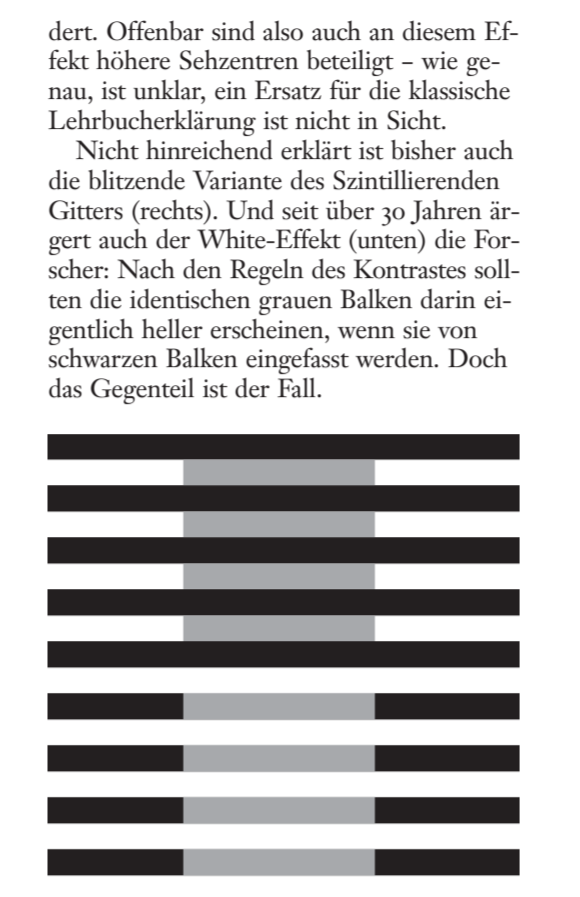 dert. Offenbar sind also auch an diesem Ef-
fekt höhere Sehzentren beteiligt – wie ge-
nau, ist unklar, ein Ersatz für die klassische
Lehrbucherklärung ist nicht in Sicht.
Nicht hinreichend erklärt ist bisher auch
die blitzende Variante des Szintillierenden
Gitters (rechts). Und seit über 30 Jahren är-
gert auch der White-Effekt (unten) die For-
scher: Nach den Regeln des Kontrastes soll-
ten die identischen grauen Balken darin ei-
gentlich heller erscheinen, wenn sie von
schwarzen Balken eingefasst werden. Doch
das Gegenteil ist der Fall.